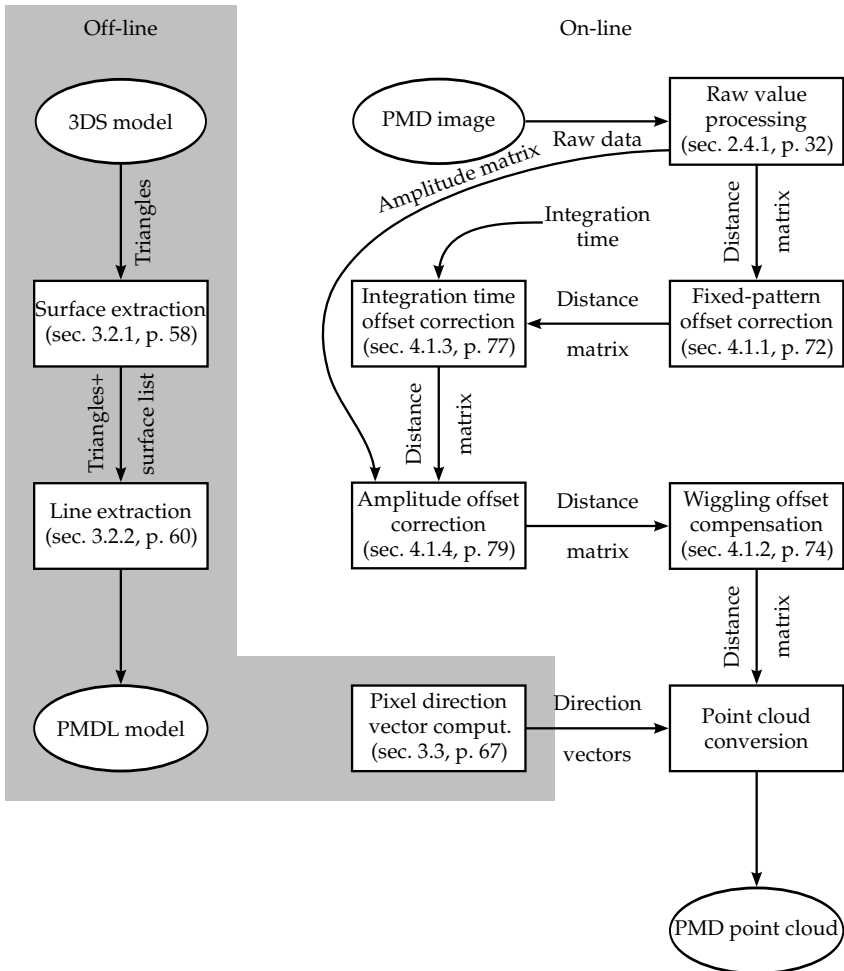 Off-line
On-line
3DS model
PMD image
Raw value
processing
(sec. 2.4.1, p. 32)
Raw data
Amplitude matrix
Triangles
Integration
time
Distance
matrix
Surface extraction
(sec. 3.2.1, p. 58)
Integration time
offset correction
(sec. 4.1.3, p. 77)
Distance
matrix
Fixed-pattern
offset correction
(sec. 4.1.1, p. 72)
Triangles+
surface list
Distance
matrix
Line extraction
(sec. 3.2.2, p. 60)
Amplitude offset
correction
(sec. 4.1.4, p. 79)
Distance
matrix
Wiggling offset
compensation
(sec. 4.1.2, p. 74)
Distance
matrix
PMDL model
Pixel direction
vector comput.
(sec. 3.3, p. 67)
Direction
vectors
Point cloud
conversion
PMD point cloud